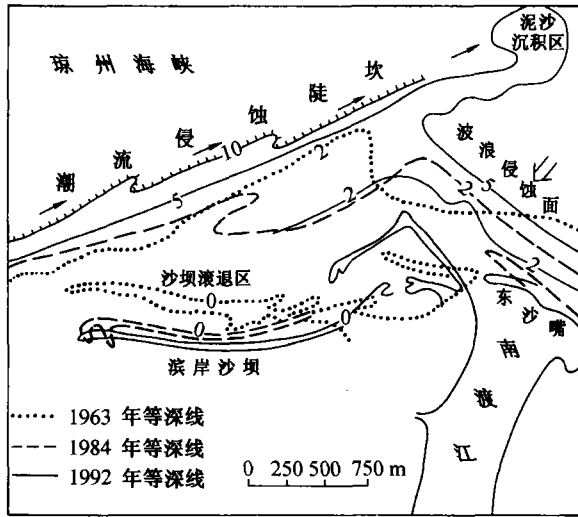 泥沙
沉积区
琼州海峡
潮流侵蚀陡坎
波浪侵蚀面
10
5
2
2
2
5
2
沙坝滚退区
0
0
0
滨岸沙坝
东沙嘴
南渡江
1963 年等深线
1984 年等深线
1992 年等深线
0 250 500 750 m